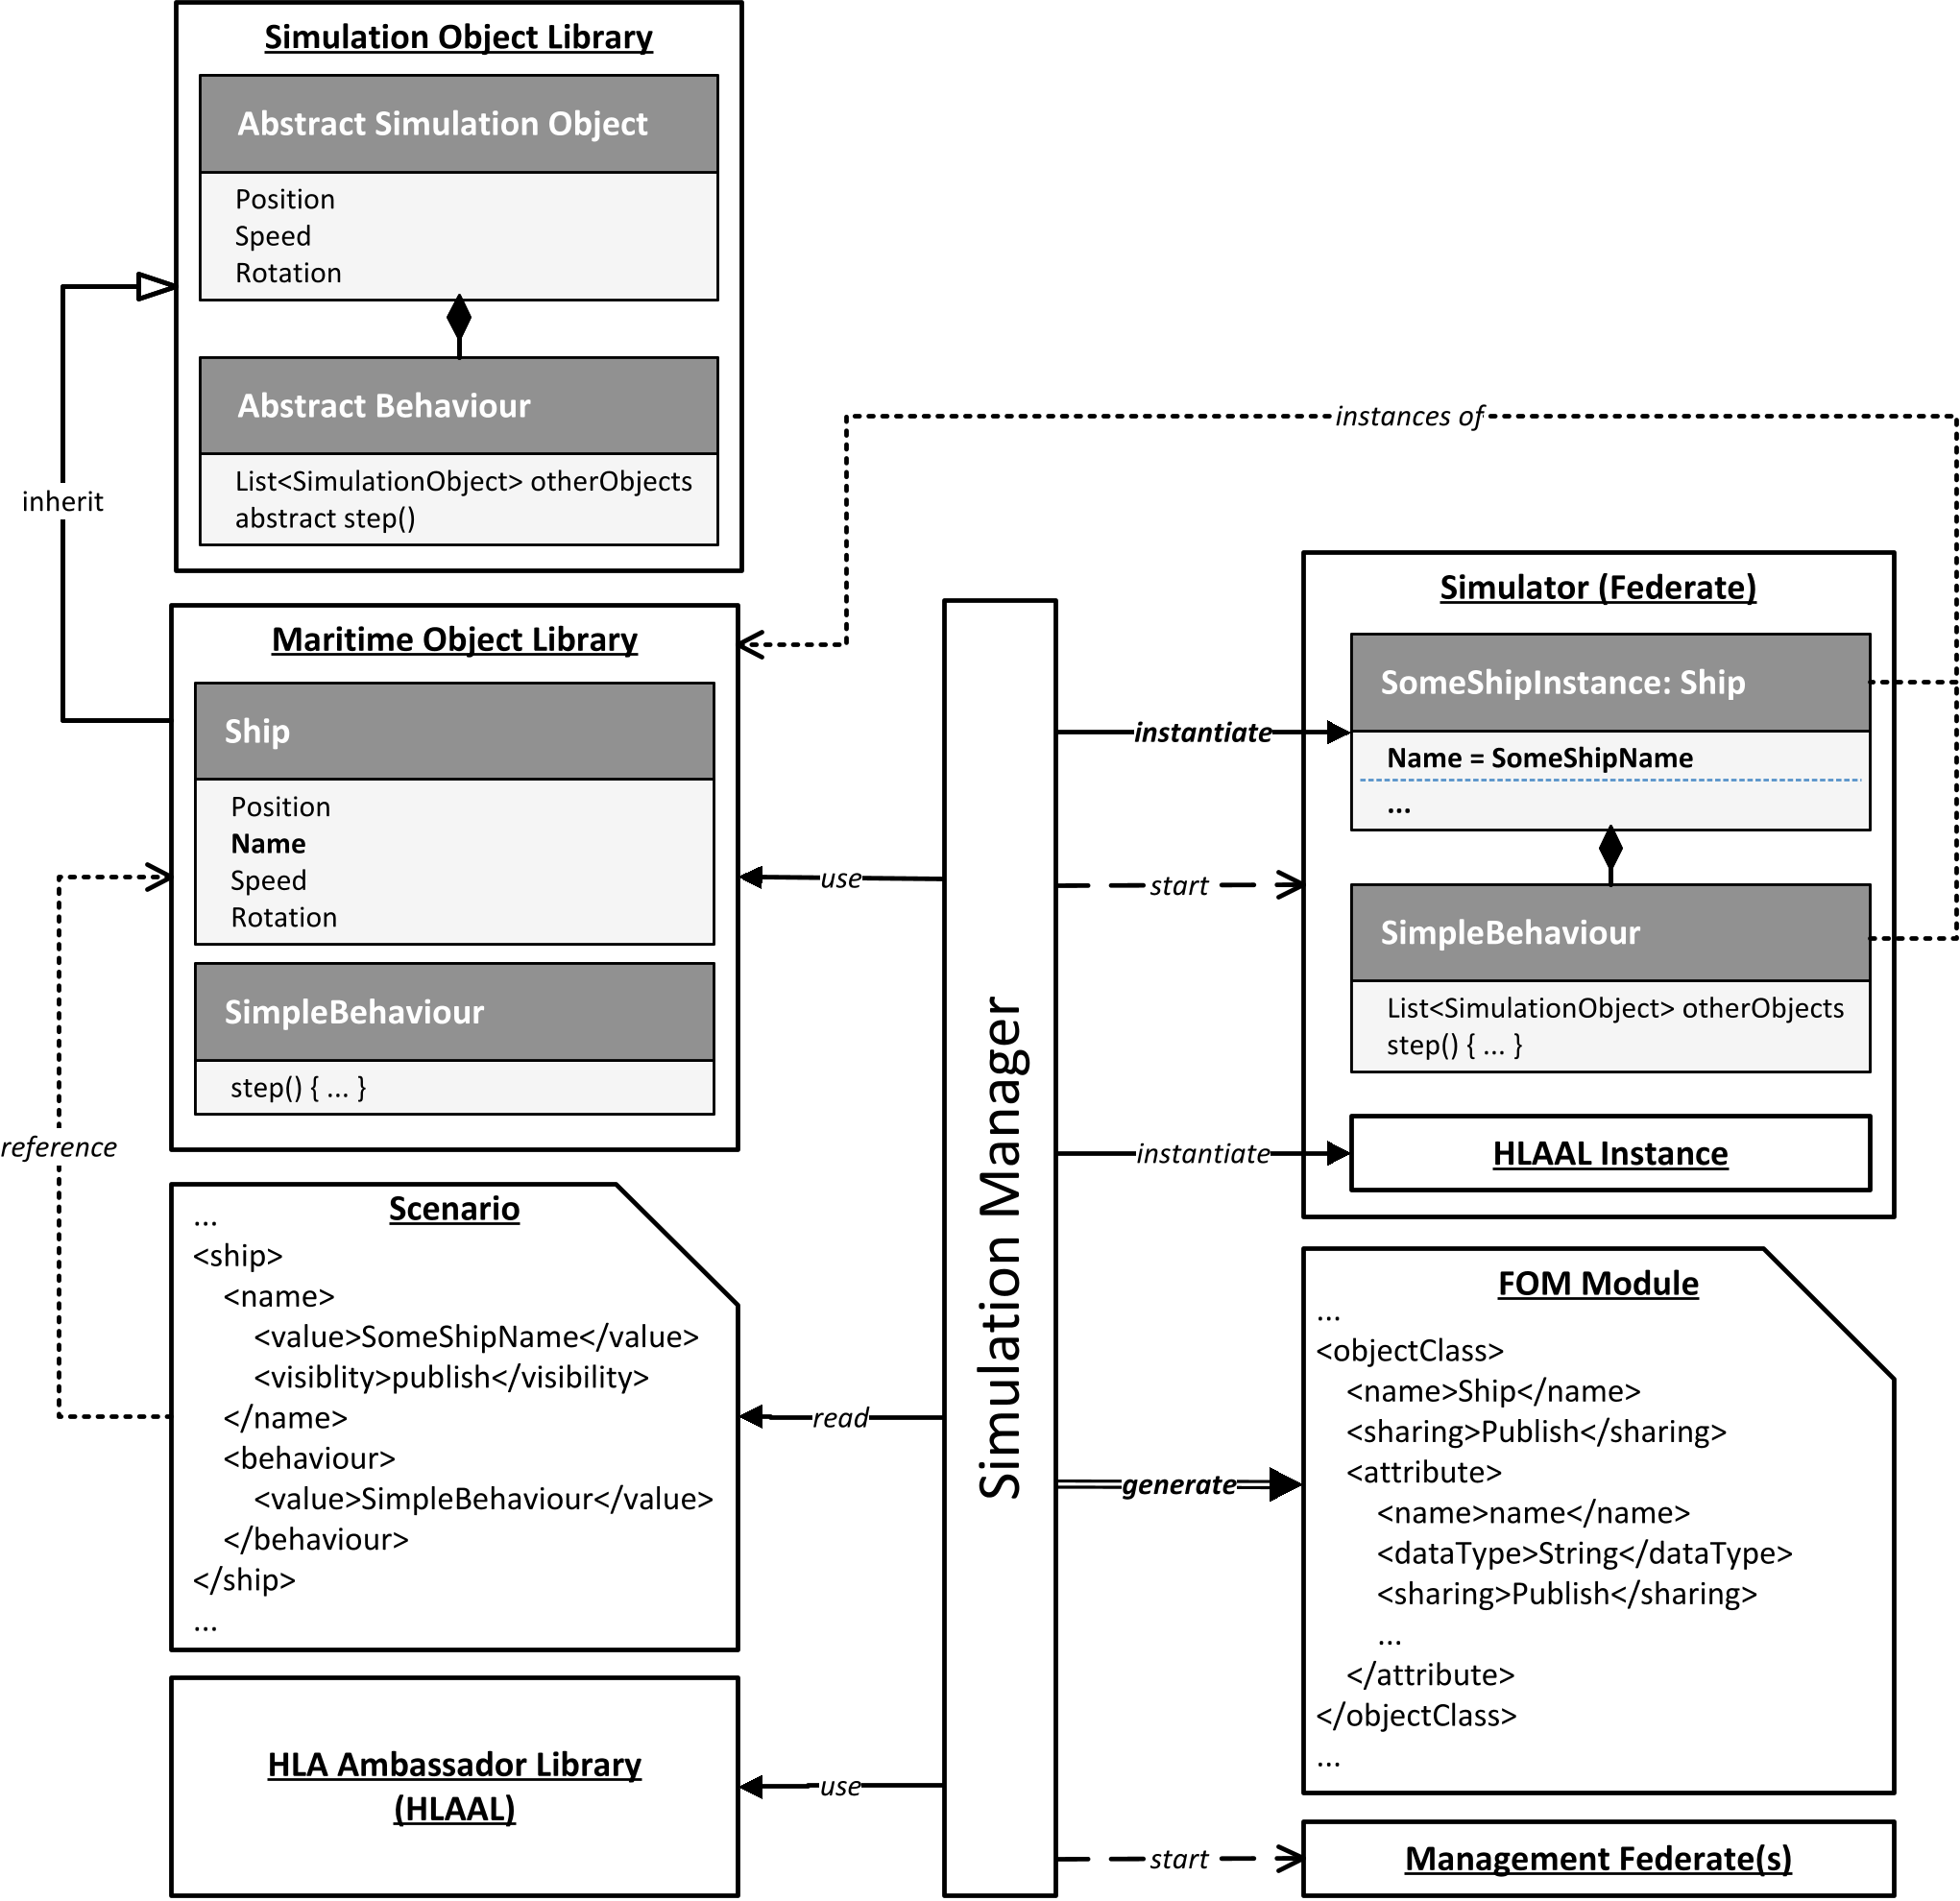 Simulation Object Library
Abstract Simulation Object
Position
Speed
Rotation
Abstract Behaviour
List<SimulationObject> otherObjects
abstract step()
inherit
instances of
Maritime Object Library
Ship
Position
Name
Speed
Rotation
SimpleBehaviour
step() { ... }
reference
Scenario
...
<ship>
<name>
<value>SomeShipName</value>
<visiblity>publish</visibility>
</name>
<behaviour>
<value>SimpleBehaviour</value>
</behaviour>
</ship>
...
HLA Ambassador Library
(HLAAL)
use
read
use
Simulation Manager
instantiate
start
instantiate
generate
start
Simulator (Federate)
SomeShipInstance: Ship
Name = SomeShipName
...
SimpleBehaviour
List<SimulationObject> otherObjects
step() { ... }
HLAAL Instance
FOM Module
...
<objectClass>
<name>Ship</name>
<sharing>Publish</sharing>
<attribute>
<name>name</name>
<dataType>String</dataType>
<sharing>Publish</sharing>
...
</attribute>
</objectClass>
...
Management Federate(s)